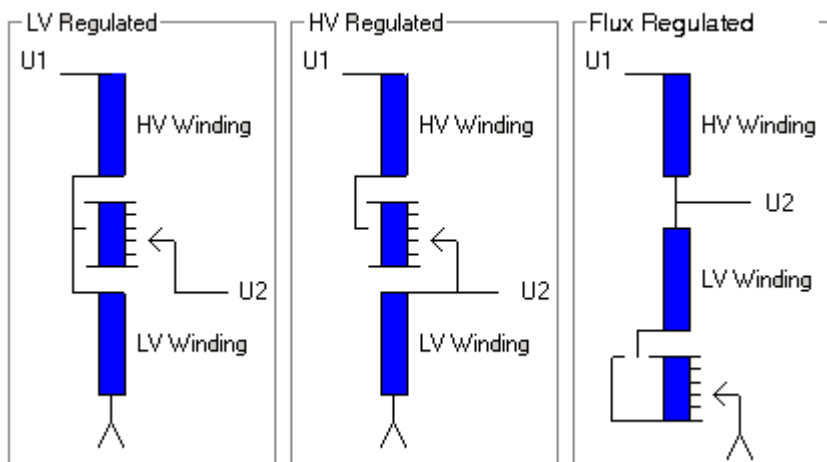 LV Regulated
U1
HV Winding
U2
LV Winding
HV Regulated
U1
HV Winding
U2
LV Winding
Flux Regulated
U1
HV Winding
U2
LV Winding